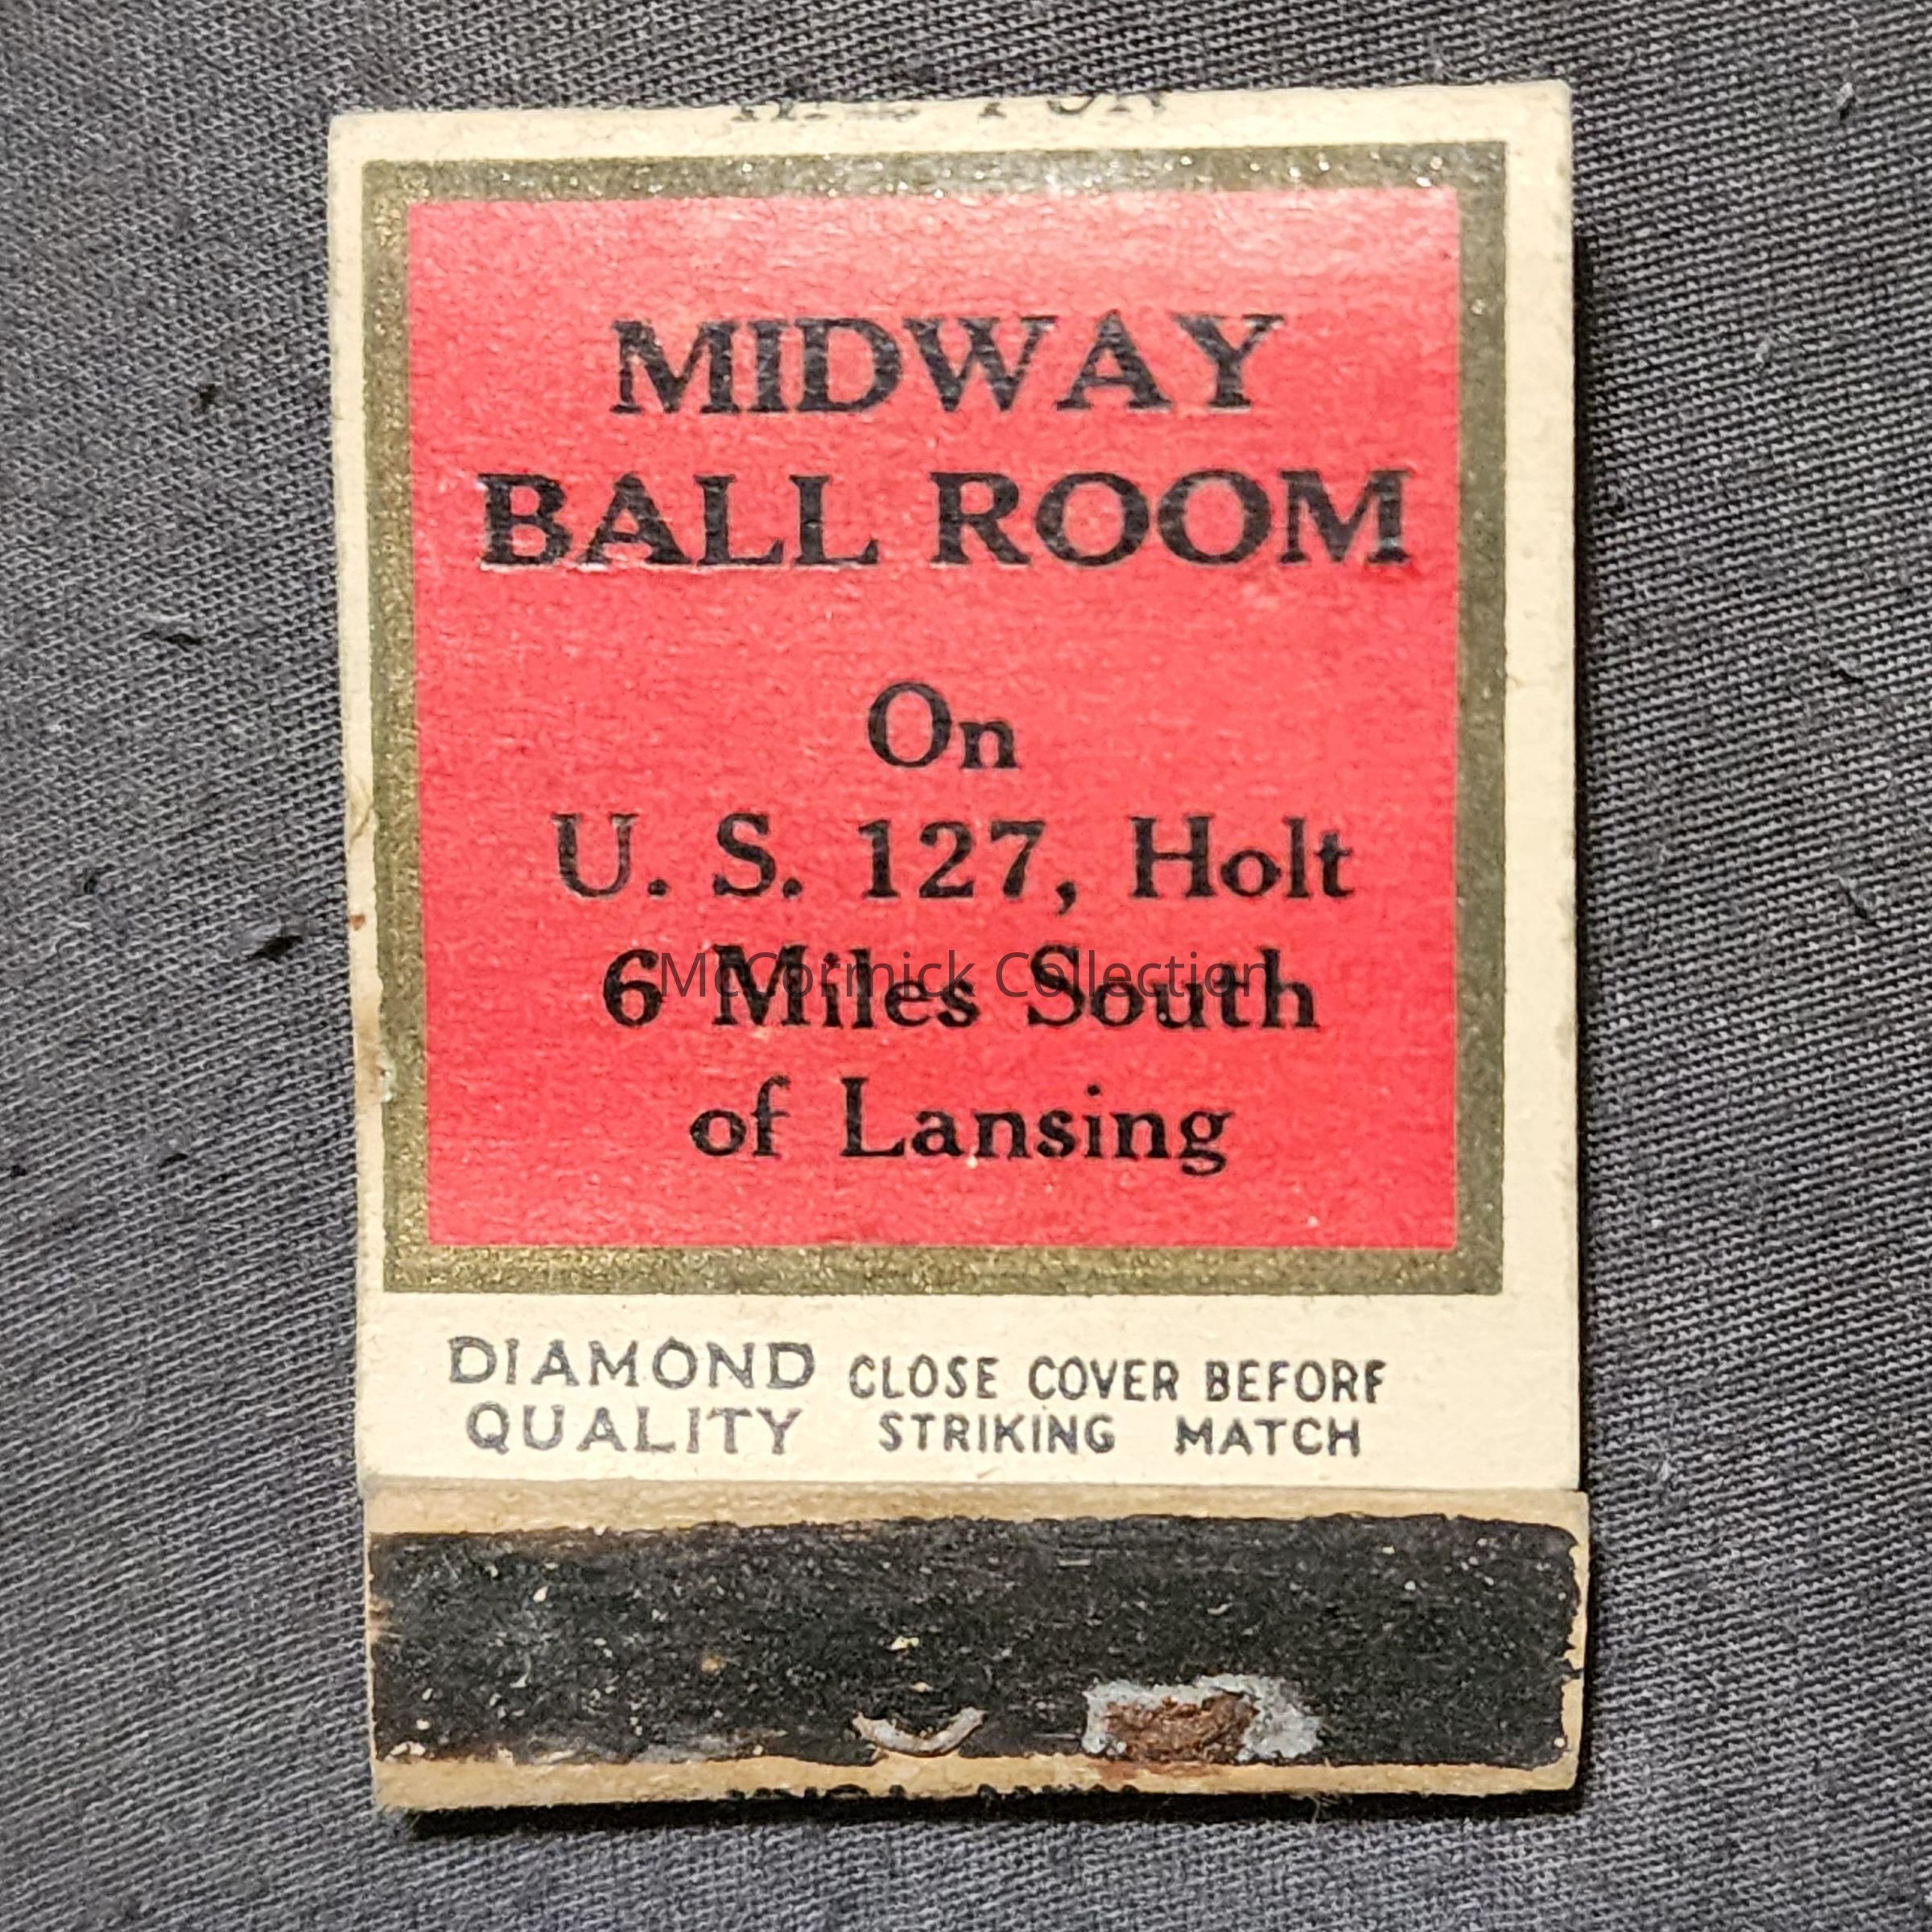 MIDWAY
BALL ROOM
On
U. S. 127, Holt
6 Miles South
of Lansing
McCormick Collection
DIAMOND CLOSE COVER BEFORE
QUALITY STRIKING MATCH